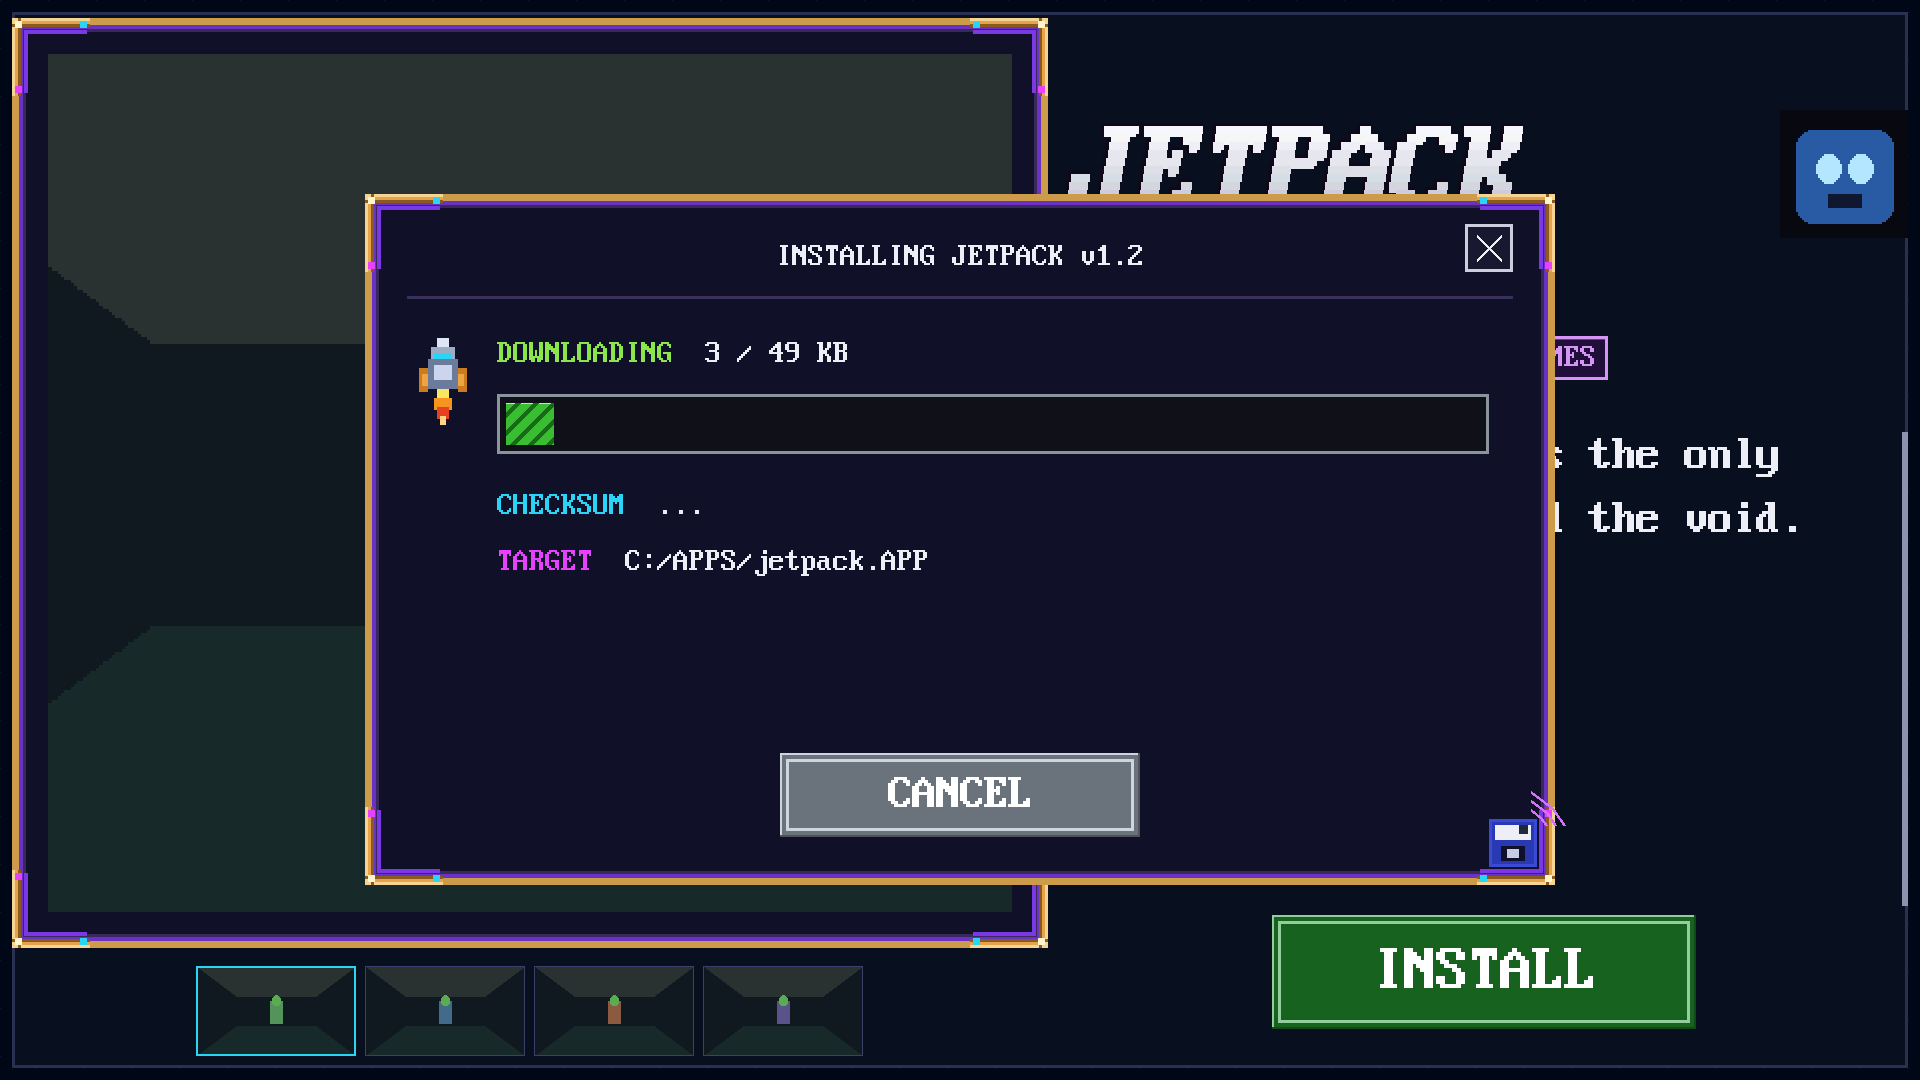 JETPACK
INSTALLING JETPACK v1.2
DOWNLOADING 3 / 49 KB
CHECKSUM ...
TARGET C:/APPS/jetpack.APP
the only
the void.
CANCEL
INSTALL